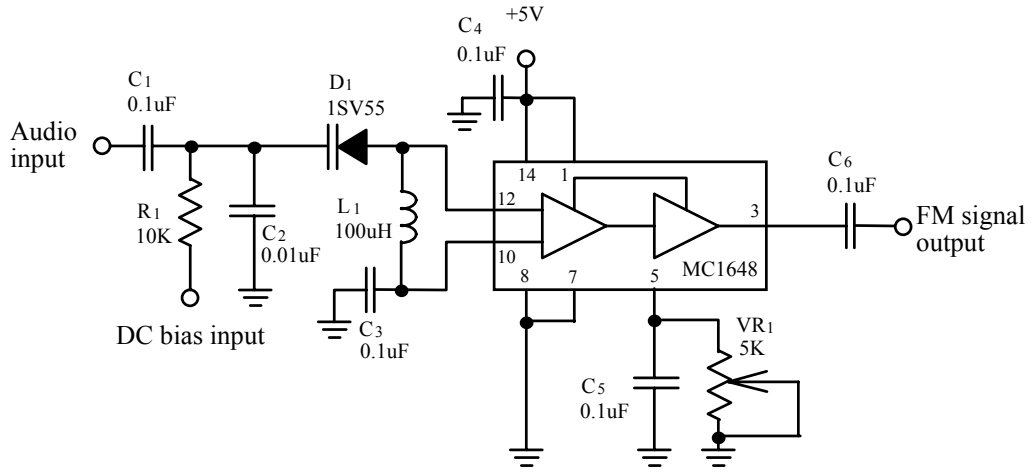 +5V
C4
0.1uF
C1
0.1uF
D1
1SV55
Audio
input
14
1
C6
0.1uF
12
R1
10K
L1
100uH
3
FM signal
output
C2
0.01uF
10
MC1648
8
7
5
DC bias input
C3
0.1uF
VR1
5K
C5
0.1uF